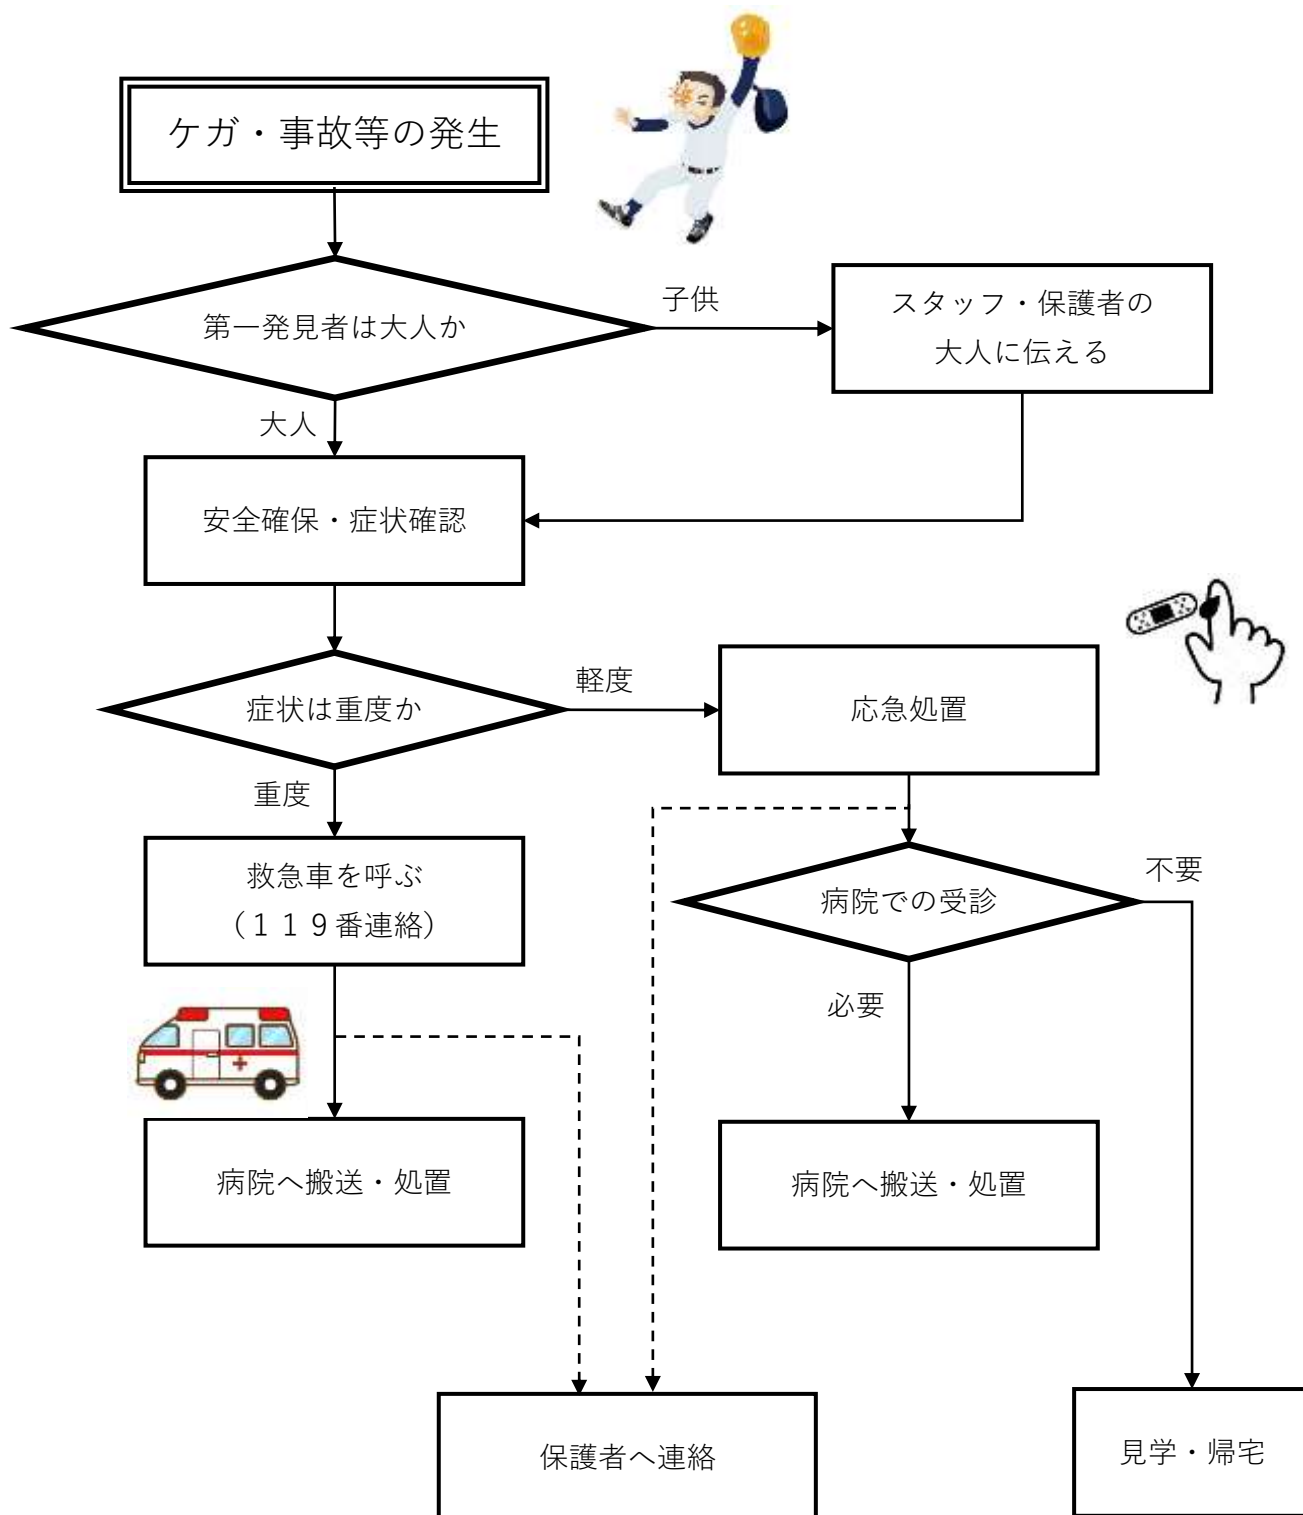 ケガ・事故等の発生
第一発見者は大人か
子供
スタッフ・保護者の
大人に伝える
大人
安全確保・症状確認
症状は重度か
軽度
応急処置
重度
救急車を呼ぶ
（１１９番連絡）
病院での受診
不要
必要
病院へ搬送・処置
病院へ搬送・処置
保護者へ連絡
見学・帰宅